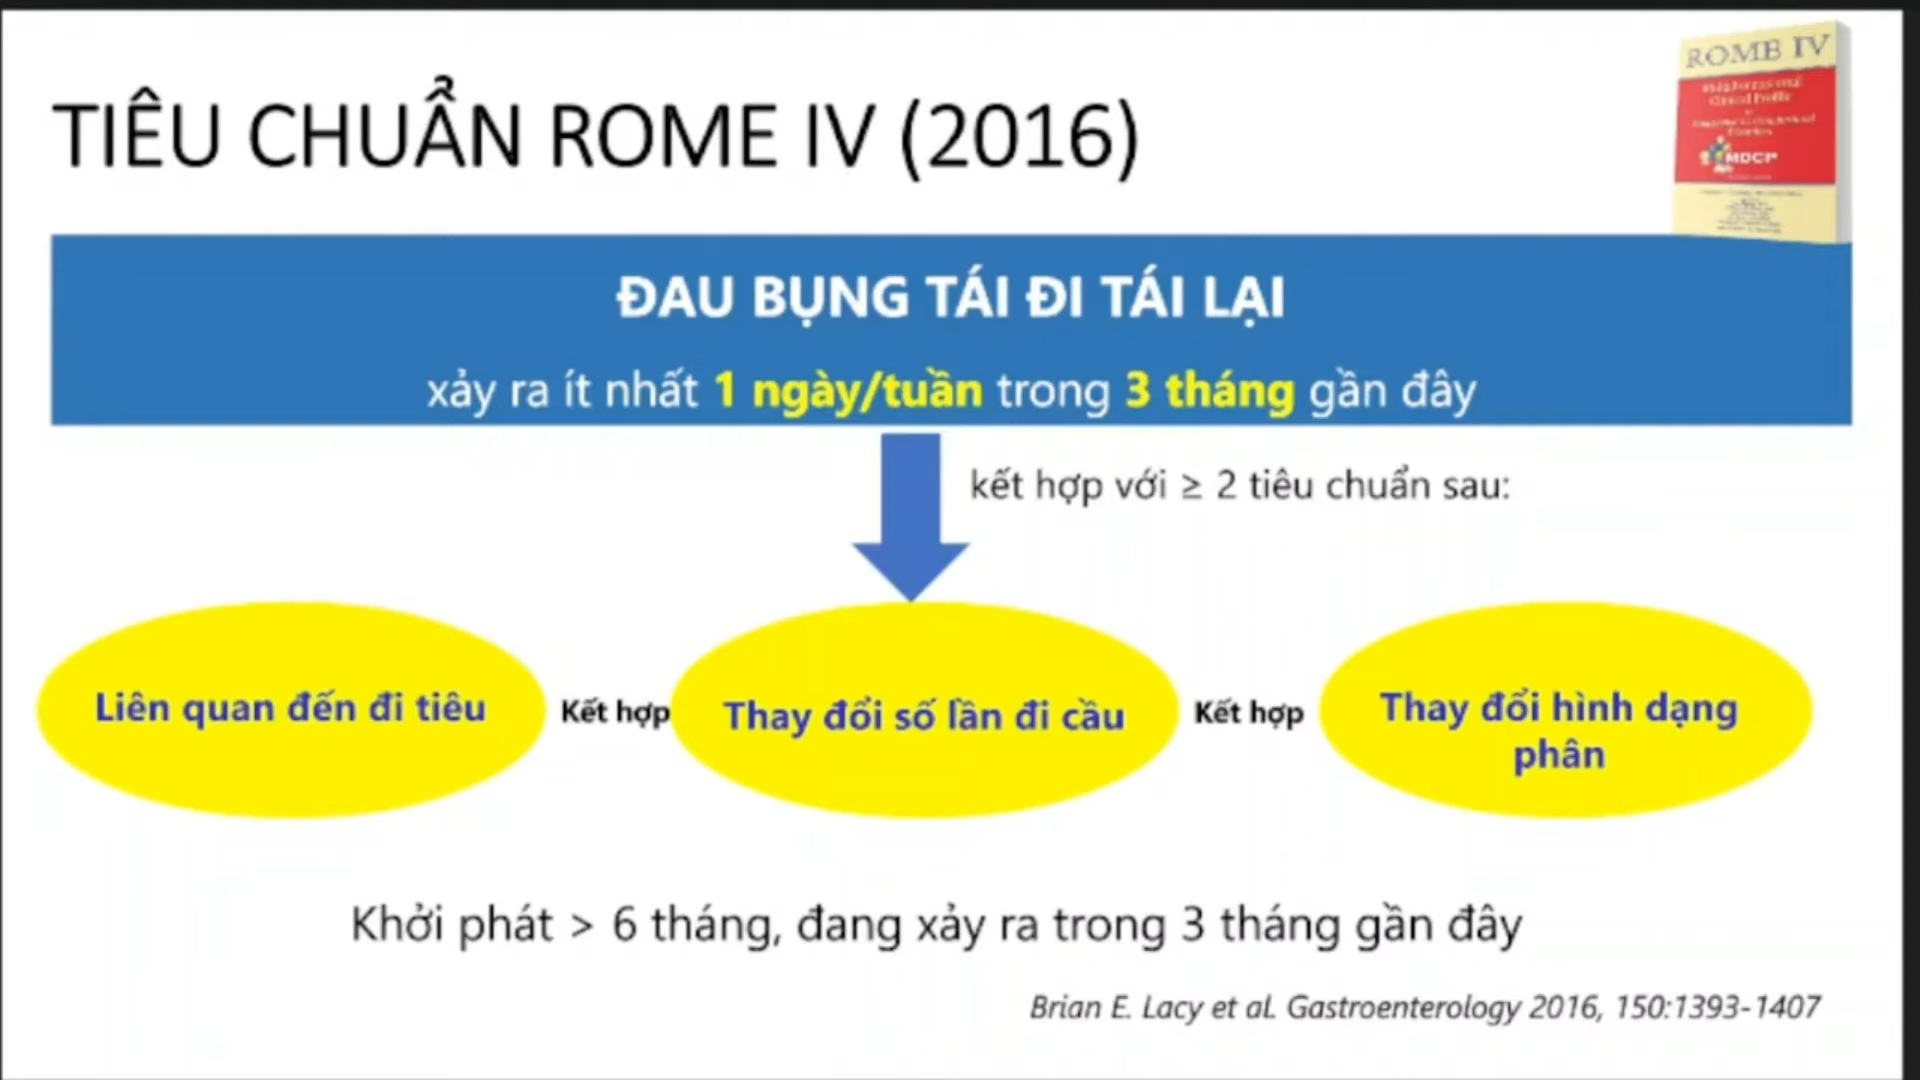 TIÊU CHUẨN ROME IV (2016)
ROME IV
MDCP
ĐAU BỤNG TÁI ĐI TÁI LẠI
xảy ra ít nhất 1 ngày/tuần trong 3 tháng gần đây
kết hợp với ≥ 2 tiêu chuẩn sau:
Liên quan đến đi tiêu
Kết hợp
Thay đổi số lần đi cầu
Kết hợp
Thay đổi hình dạng
phân
Khởi phát > 6 tháng, đang xảy ra trong 3 tháng gần đây
Brian E. Lacy et al. Gastroenterology 2016, 150:1393-1407